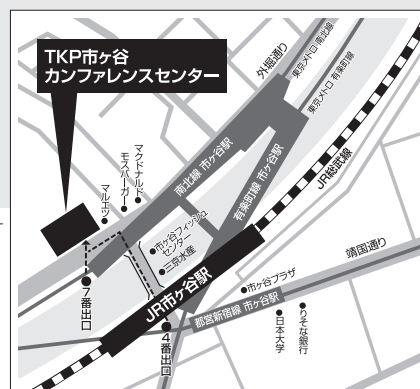 TKP市ヶ谷
カンファレンスセンター
外堀通り
東京メトロ 南北線
東京メトロ 有楽町線
マクドナルド
モスバーガー
マルエツ
南北線 市ヶ谷駅
有楽町線 市ヶ谷駅
JR総武線
市ヶ谷フィッシュ
センター
三京水産
靖国通り
JR市ヶ谷駅
市ヶ谷プラザ
都営新宿線 市ヶ谷駅
日本大学
りそな銀行
7番出口
4番出口